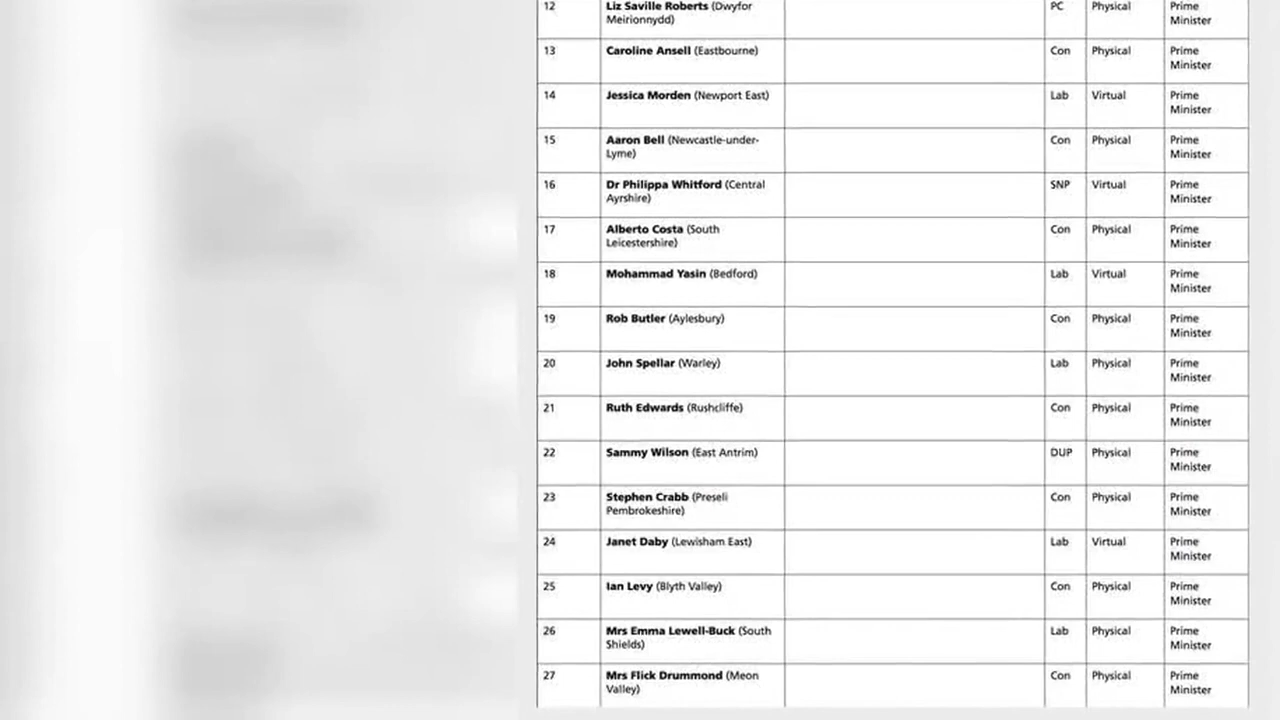 12 Liz Saville Roberts (Dwyfor PC Physical Prime
Meirionnydd) Minister
13 Caroline Ansell (Eastbourne) Con Physical Prime
Minister
14 Jessica Morden (Newport East) Lab Virtual Prime
Minister
15 Aaron Bell (Newcastle-under- Con Physical Prime
Lyme) Minister
16 Dr Philippa Whitford (Central SNP Virtual Prime
Ayrshire) Minister
17 Alberto Costa (South Con Physical Prime
Leicestershire) Minister
18 Mohammad Yasin (Bedford) Lab Virtual Prime
Minister
19 Rob Butler (Aylesbury) Con Physical Prime
Minister
20 John Spellar (Warley) Lab Physical Prime
Minister
21 Ruth Edwards (Rushcliffe) Con Physical Prime
Minister
22 Sammy Wilson (East Antrim) DUP Physical Prime
Minister
23 Stephen Crabb (Preseli Con Physical Prime
Pembrokeshire) Minister
24 Janet Daby (Lewisham East) Lab Virtual Prime
Minister
25 Ian Levy (Blyth Valley) Con Physical Prime
Minister
26 Mrs Emma Lewell-Buck (South Lab Physical Prime
Shields) Minister
27 Mrs Flick Drummond (Meon Con Physical Prime
Valley) Minister